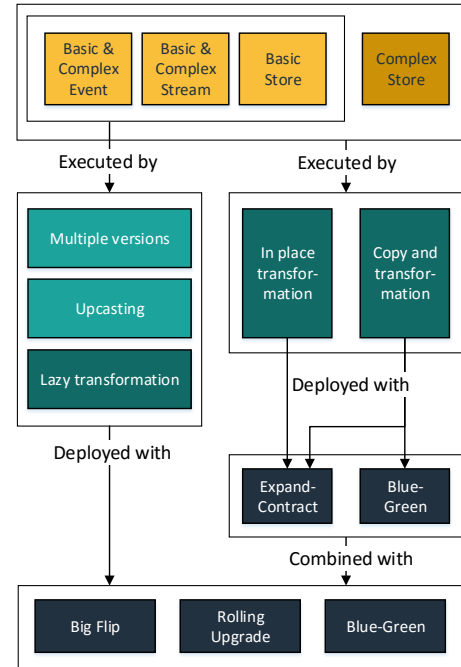 Basic &
Complex
Event
Basic &
Complex
Stream
Basic
Store
Complex
Store
Executed by
Executed by
Multiple versions
Upcasting
Lazy transformation
In place
transfor-
mation
Copy and
transfor-
mation
Deployed with
Deployed with
Expand-
Contract
Blue-
Green
Combined with
Big Flip
Rolling
Upgrade
Blue-Green